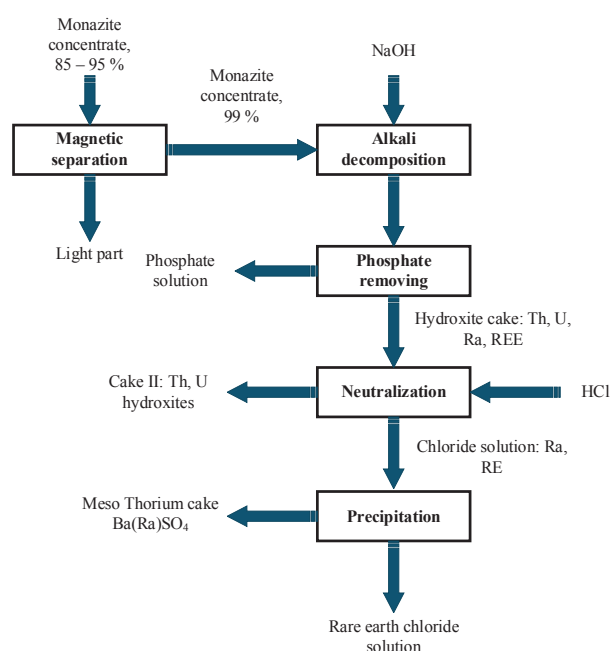 Monazite
concentrate,
85 – 95 %
NaOH
Monazite
concentrate,
99 %
Magnetic
separation
Alkali
decomposition
Light part
Phosphate
solution
Phosphate
removing
Hydroxite cake: Th, U,
Ra, REE
Cake II: Th, U
hydroxites
Neutralization
HCl
Chloride solution: Ra,
RE
Meso Thorium cake
Ba(Ra)SO₄
Precipitation
Rare earth chloride
solution